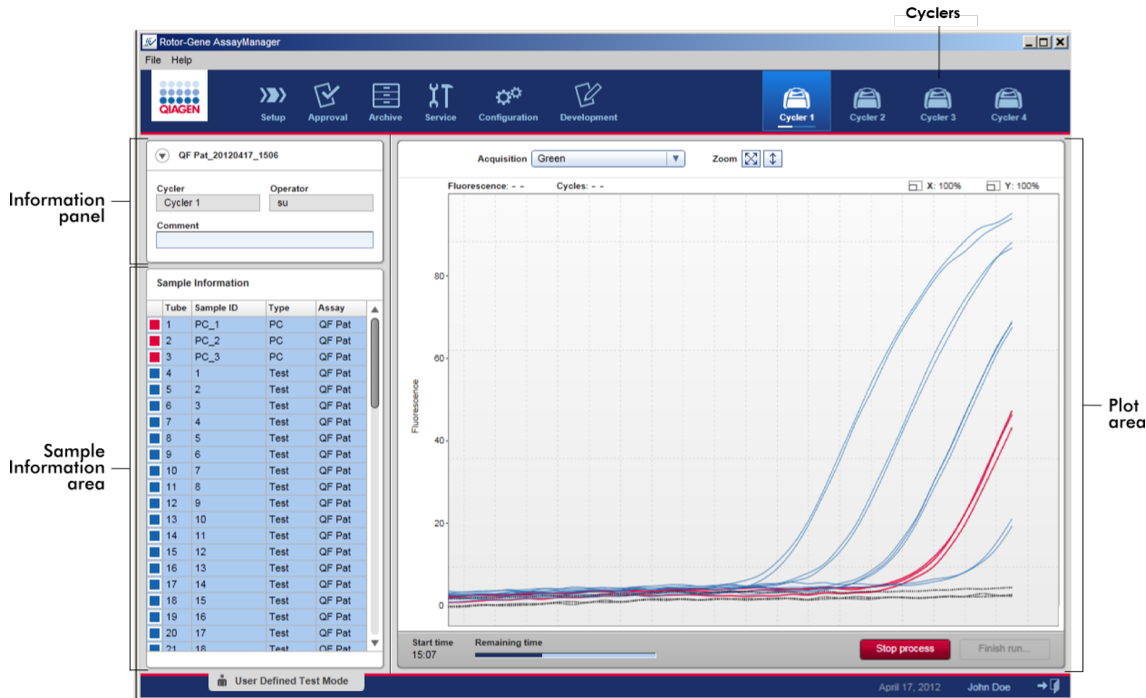 Cyclers
Rotor-Gene AssayManager
File Help
QIAGEN
Setup
Approval
Archive
Service
Configuration
Development
Cycler 1
Cycler 2
Cycler 3
Cycler 4
Information
panel
QF Pat_20120417_1506
Cycler
Operator
Cycler 1
su
Comment
Sample
Information
area
Sample Information
Tube Sample ID Type Assay
1 PC_1 PC QF Pat
2 PC_2 PC QF Pat
3 PC_3 PC QF Pat
4 1 Test QF Pat
5 2 Test QF Pat
6 3 Test QF Pat
7 4 Test QF Pat
8 5 Test QF Pat
9 6 Test QF Pat
10 7 Test QF Pat
11 8 Test QF Pat
12 9 Test QF Pat
13 10 Test QF Pat
14 11 Test QF Pat
15 12 Test QF Pat
16 13 Test QF Pat
17 14 Test QF Pat
18 15 Test QF Pat
19 16 Test QF Pat
20 17 Test QF Pat
21 18 Test QF Pat
Acquisition Green
Zoom
Fluorescence: - -
Cycles: - -
X: 100%
Y: 100%
80
60
40
20
0
Fluorescence
Plot
area
Start time
15:07
Remaining time
Stop process
Finish run...
User Defined Test Mode
April 17, 2012
John Doe